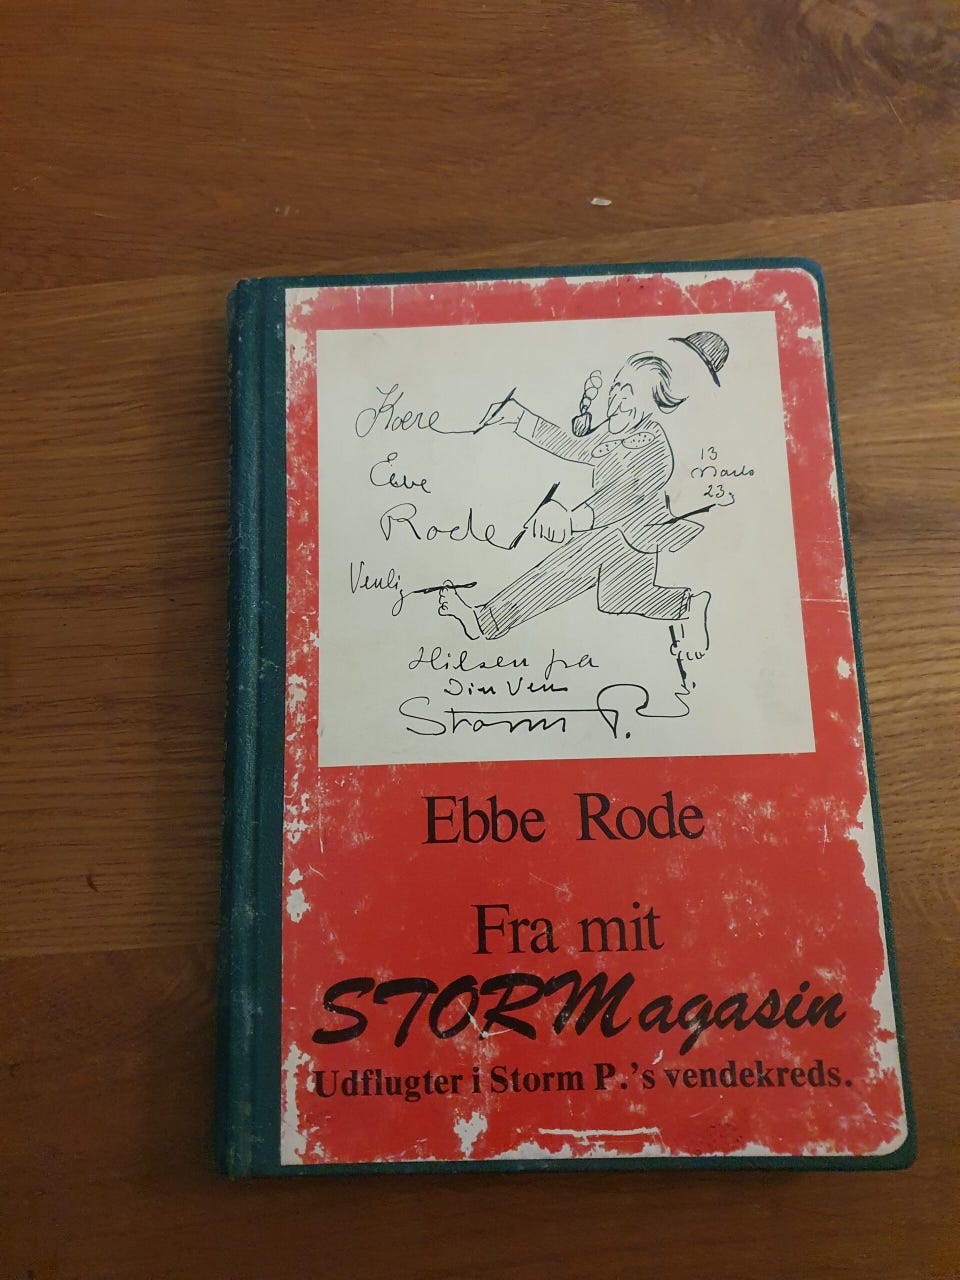 Kære
Ebbe
Rode
Venlig
Hilsen fra
Din Ven
Storm P.
13
Marts
23
Ebbe Rode
Fra mit
STORMagasin
Udflugter i Storm P.'s vendekreds.